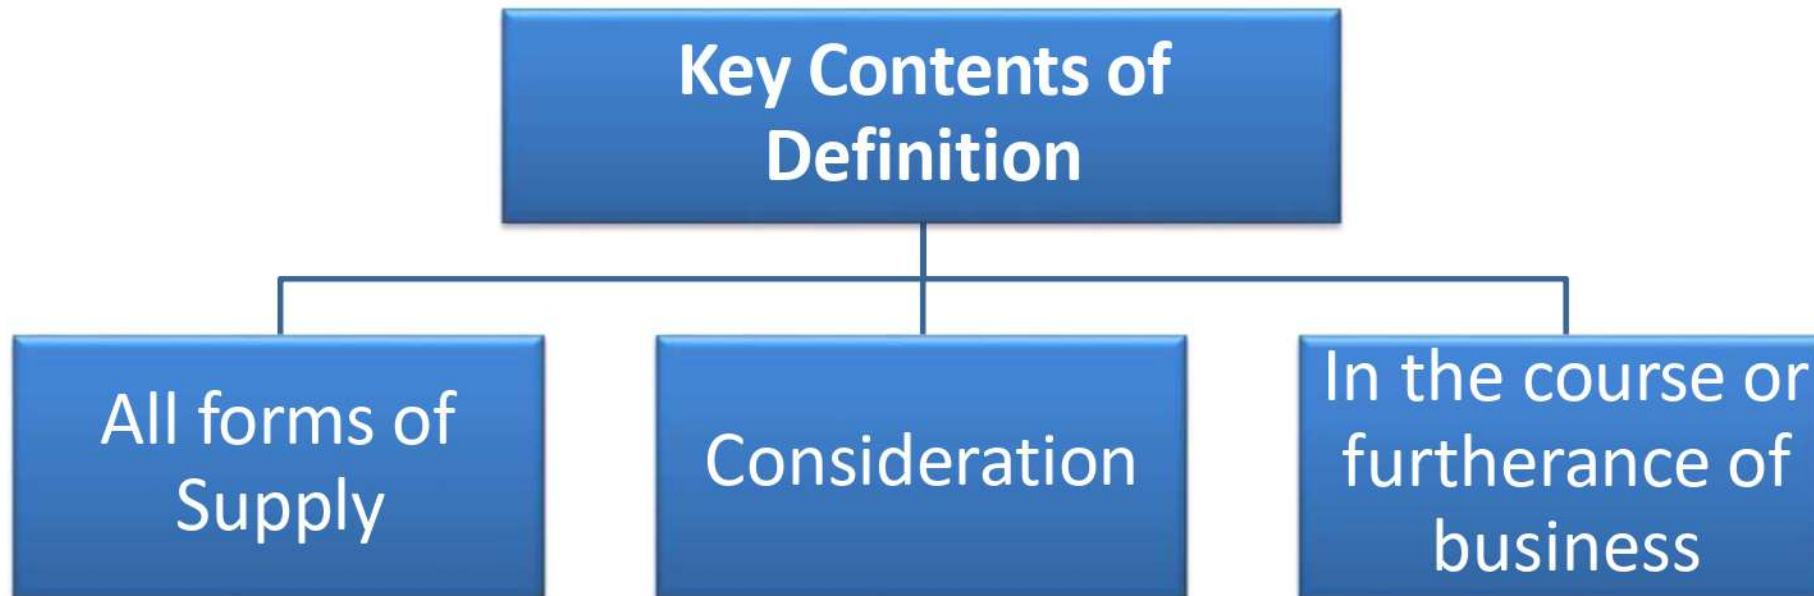 Key Contents of
Definition
All forms of
Supply
Consideration
In the course or
furtherance of
business